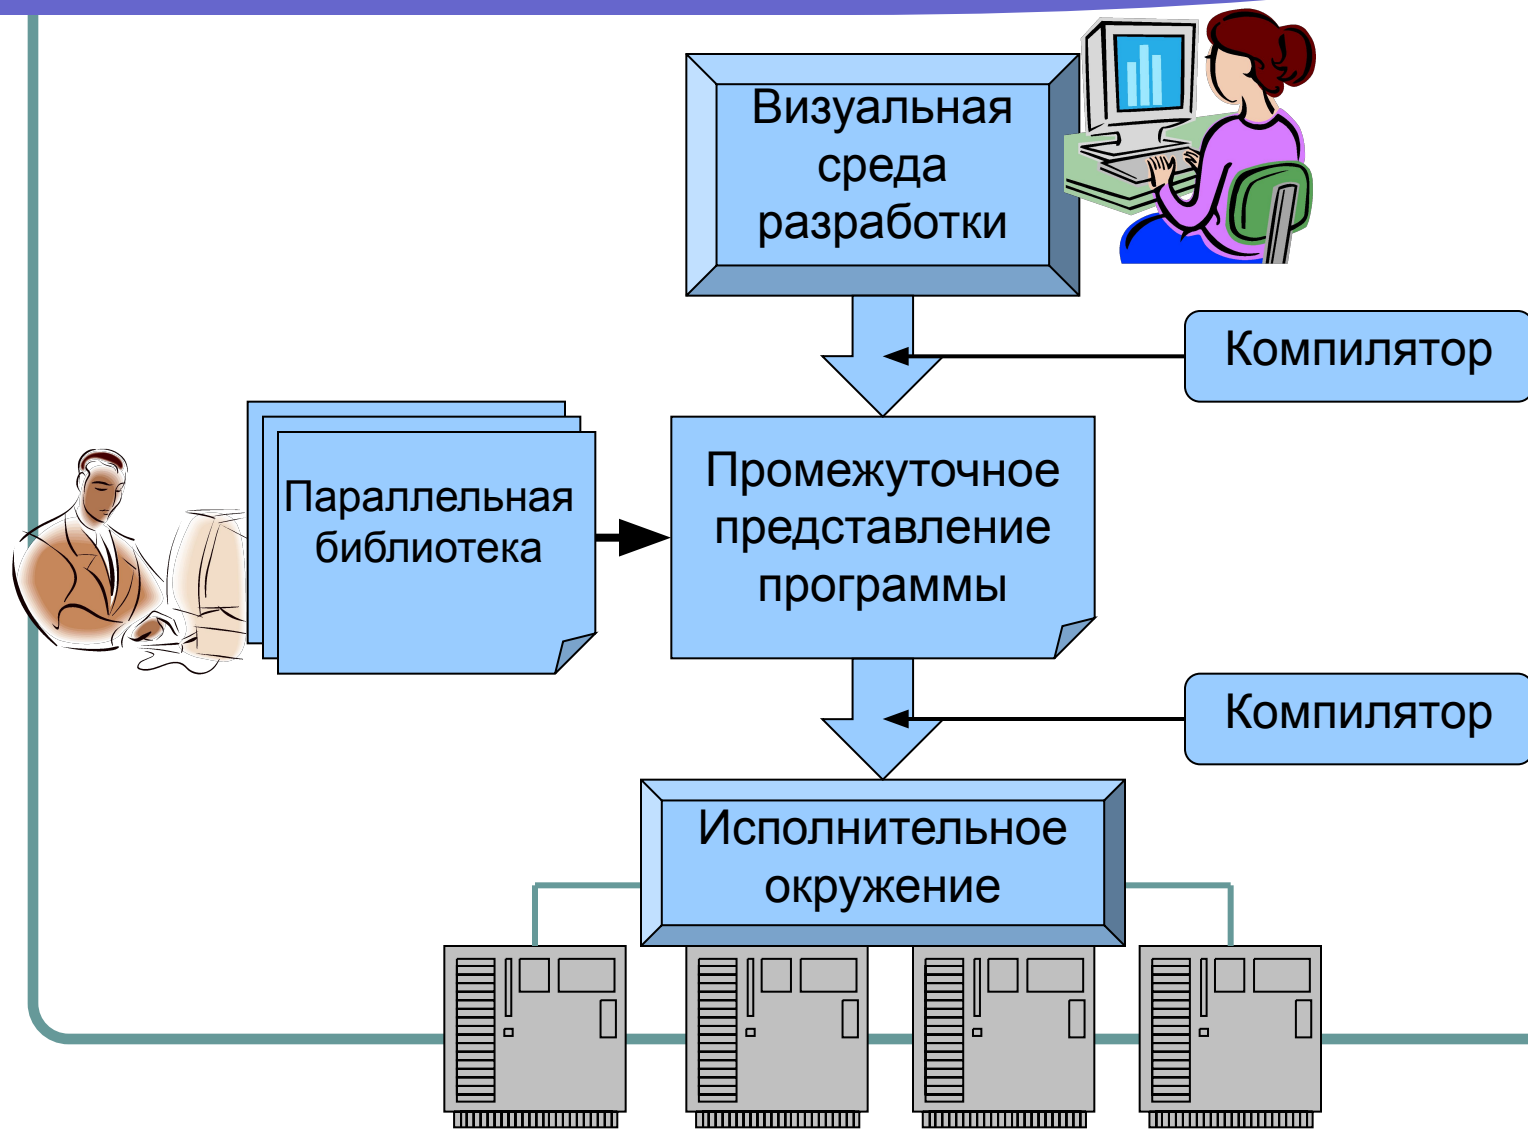 Визуальная
среда
разработки
Компилятор
Параллельная
библиотека
Промежуточное
представление
программы
Компилятор
Исполнительное
окружение